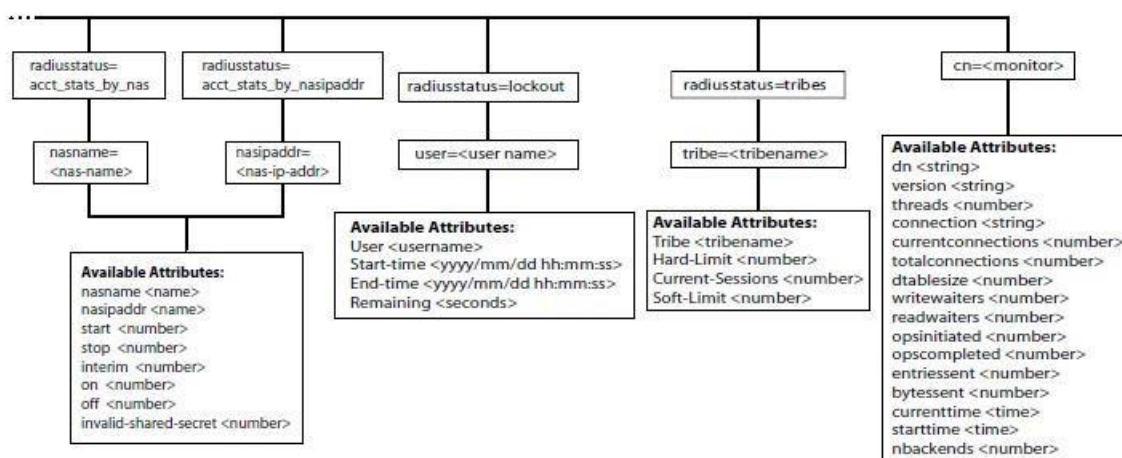 radiusstatus=
acct_stats_by_nas
radiusstatus=
acct_stats_by_nasipaddr
radiusstatus=lockout
radiusstatus=tribes
cn=<monitor>
nasname=
<nas-name>
nasipaddr=
<nas-ip-addr>
user=<user name>
tribe=<tribename>
Available Attributes:
nasname <name>
nasipaddr <name>
start <number>
stop <number>
interim <number>
on <number>
off <number>
invalid-shared-secret <number>
Available Attributes:
User <username>
Start-time <yyyy/mm/dd hh:mm:ss>
End-time <yyyy/mm/dd hh:mm:ss>
Remaining <seconds>
Available Attributes:
Tribe <tribename>
Hard-Limit <number>
Current-Sessions <number>
Soft-Limit <number>
Available Attributes:
dn <string>
version <string>
threads <number>
connection <string>
currentconnections <number>
totalconnections <number>
dtablesize <number>
writewaiters <number>
readwaiters <number>
opsinitiated <number>
opscompleted <number>
entriessent <number>
bytessent <number>
currenttime <time>
starttime <time>
nbackends <number>